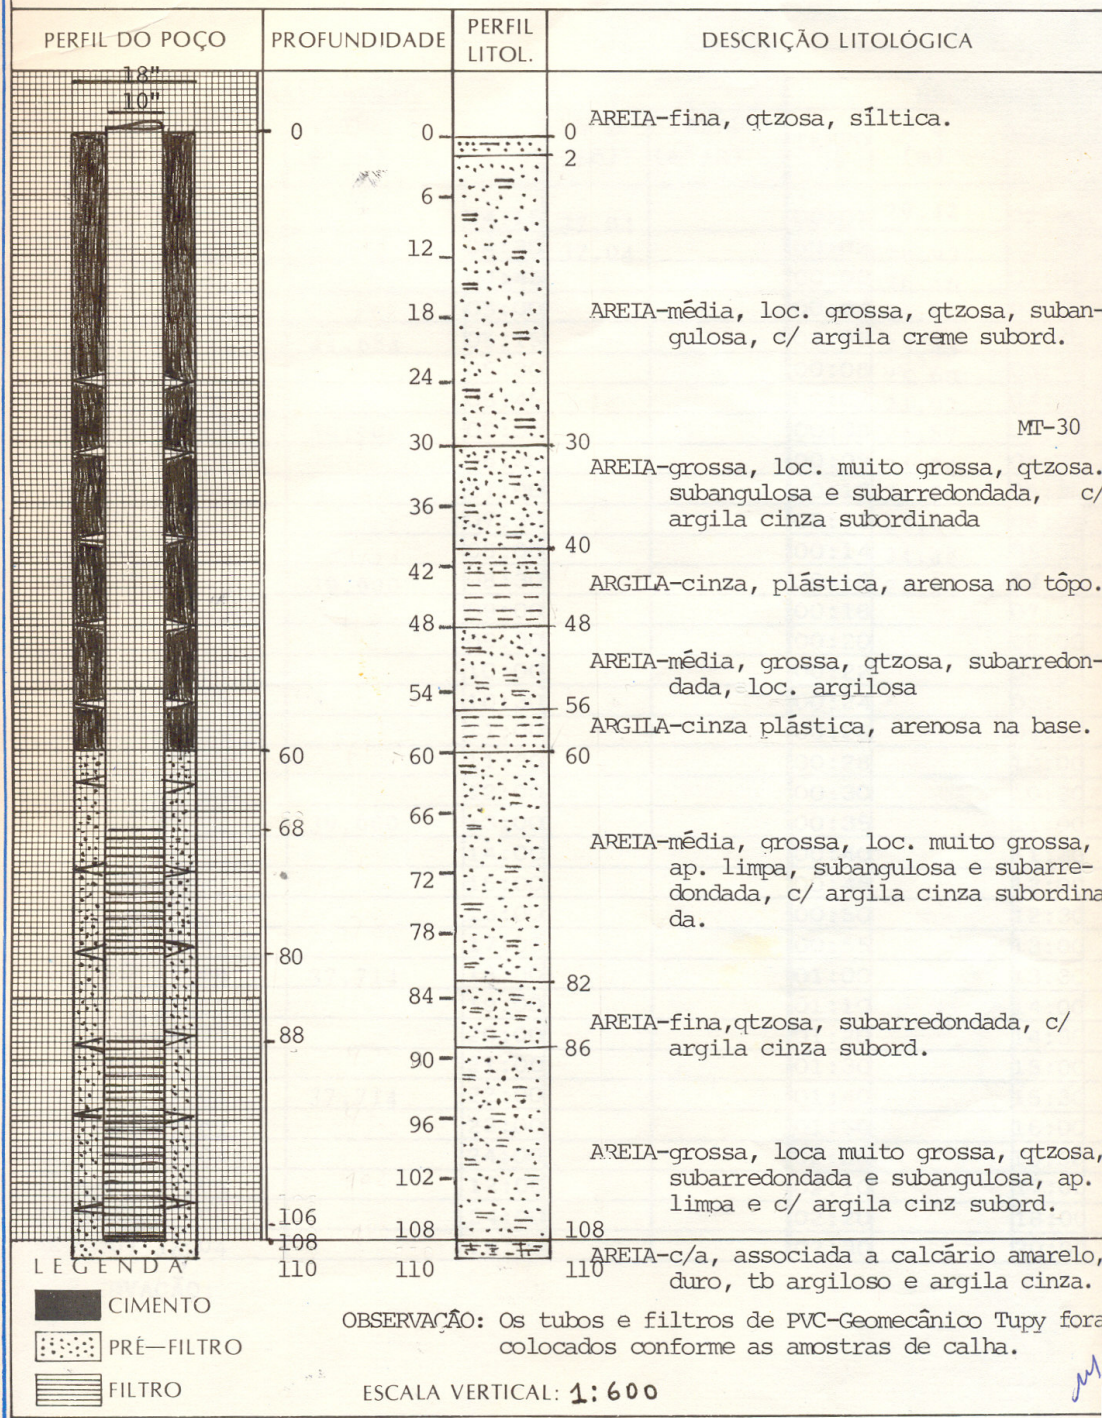 PERFIL DO POÇO
PROFUNDIDADE
PERFIL
LITOL.
DESCRIÇÃO LITOLÓGICA
18"
10"
0
0
0
2
6
12
18
24
30
30
36
40
42
48
48
54
56
60
60
60
66
68
72
78
80
82
84
86
88
90
96
102
106
108
108
108
110
110
110
AREIA-fina, qtzosa, síltica.
AREIA-média, loc. grossa, qtzosa, suban-
gulosa, c/ argila creme subord.
MT-30
AREIA-grossa, loc. muito grossa, qtzosa.
subangulosa e subarredondada, c/
argila cinza subordinada
ARGILA-cinza, plástica, arenosa no tôpo.
AREIA-média, grossa, qtzosa, subarredon-
dada, loc. argilosa
ARGILA-cinza plástica, arenosa na base.
AREIA-média, grossa, loc. muito grossa,
ap. limpa, subangulosa e subarre-
dondada, c/ argila cinza subordina
da.
AREIA-fina,qtzosa, subarredondada, c/
argila cinza subord.
AREIA-grossa, loca muito grossa, qtzosa,
subarredondada e subangulosa, ap.
limpa e c/ argila cinz subord.
AREIA-c/a, associada a calcário amarelo,
duro, tb argiloso e argila cinza.
LEGENDA
CIMENTO
PRÉ-FILTRO
FILTRO
OBSERVAÇÃO: Os tubos e filtros de PVC-Geomecânico Tupy fora
colocados conforme as amostras de calha.
ESCALA VERTICAL: 1:600